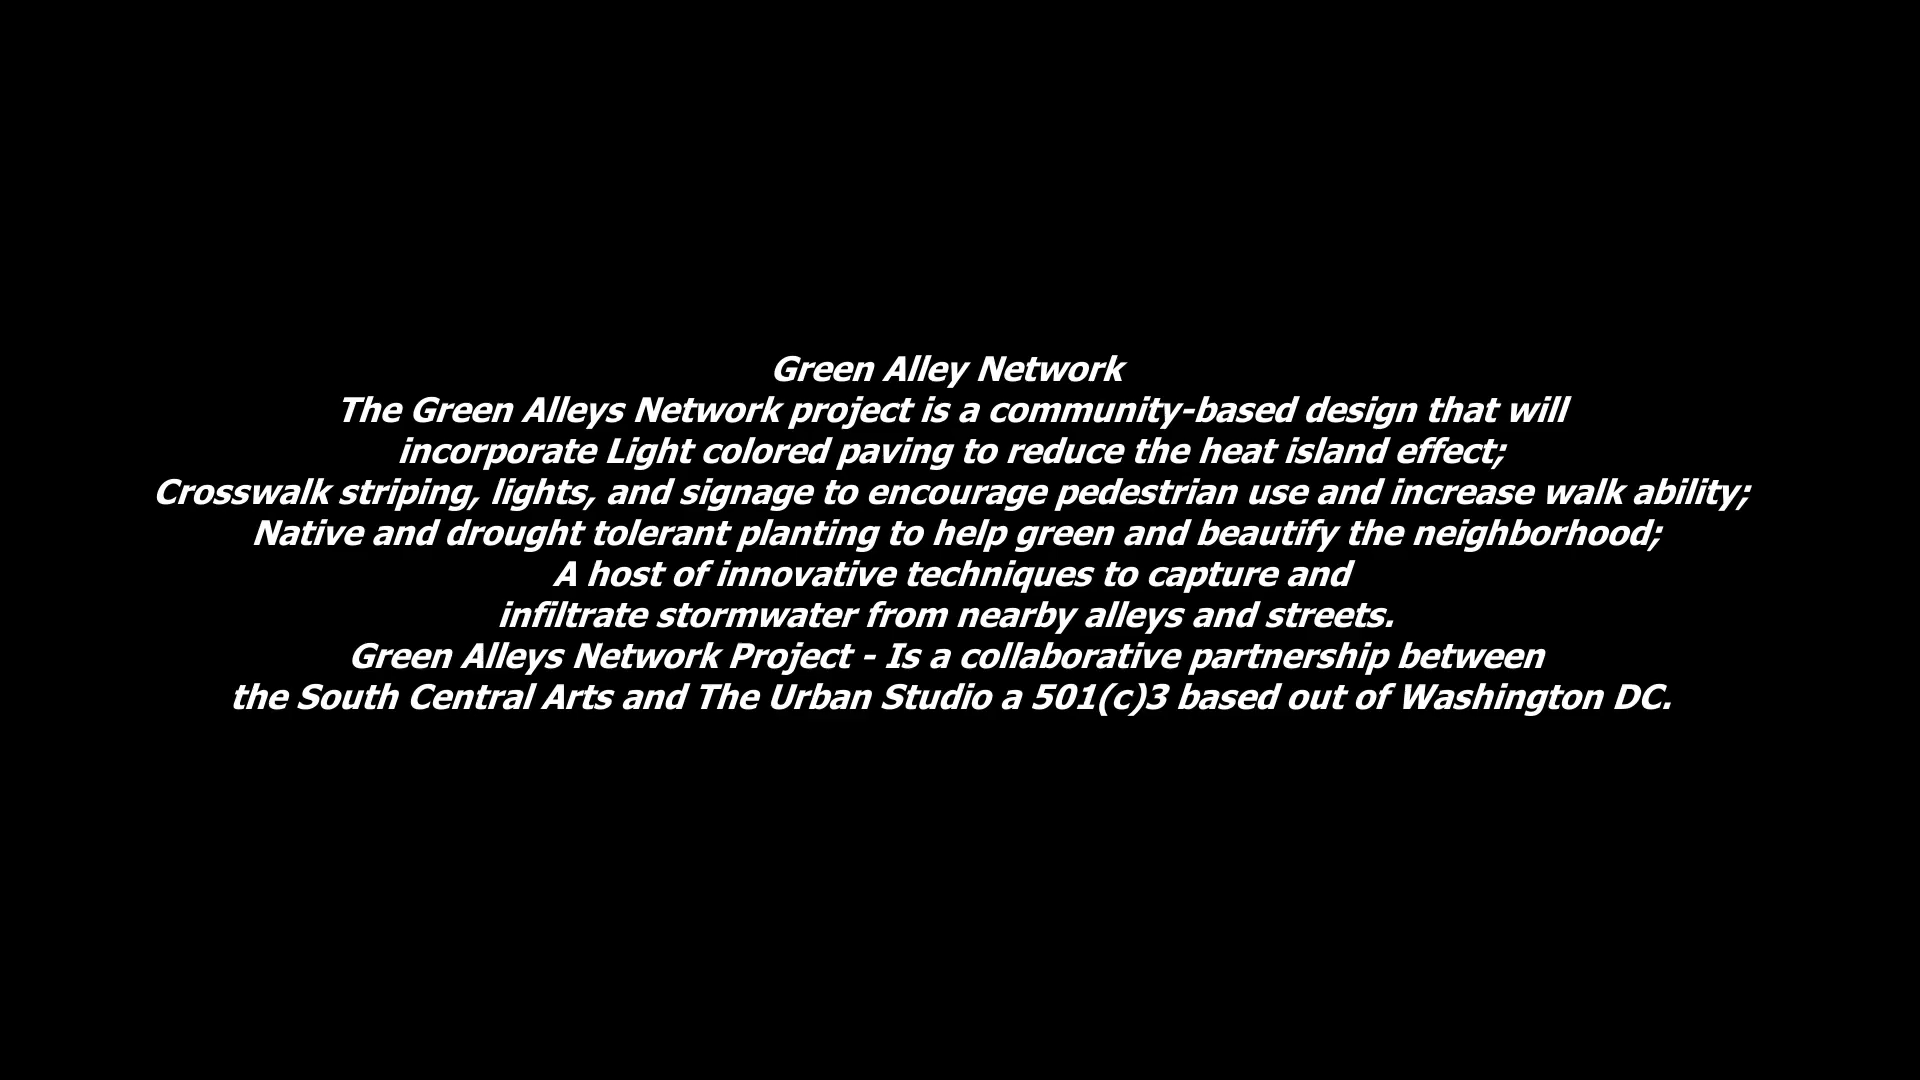 Green Alley Network
The Green Alleys Network project is a community-based design that will
incorporate Light colored paving to reduce the heat island effect;
Crosswalk striping, lights, and signage to encourage pedestrian use and increase walk ability;
Native and drought tolerant planting to help green and beautify the neighborhood;
A host of innovative techniques to capture and
infiltrate stormwater from nearby alleys and streets.
Green Alleys Network Project - Is a collaborative partnership between
the South Central Arts and The Urban Studio a 501(c)3 based out of Washington DC.